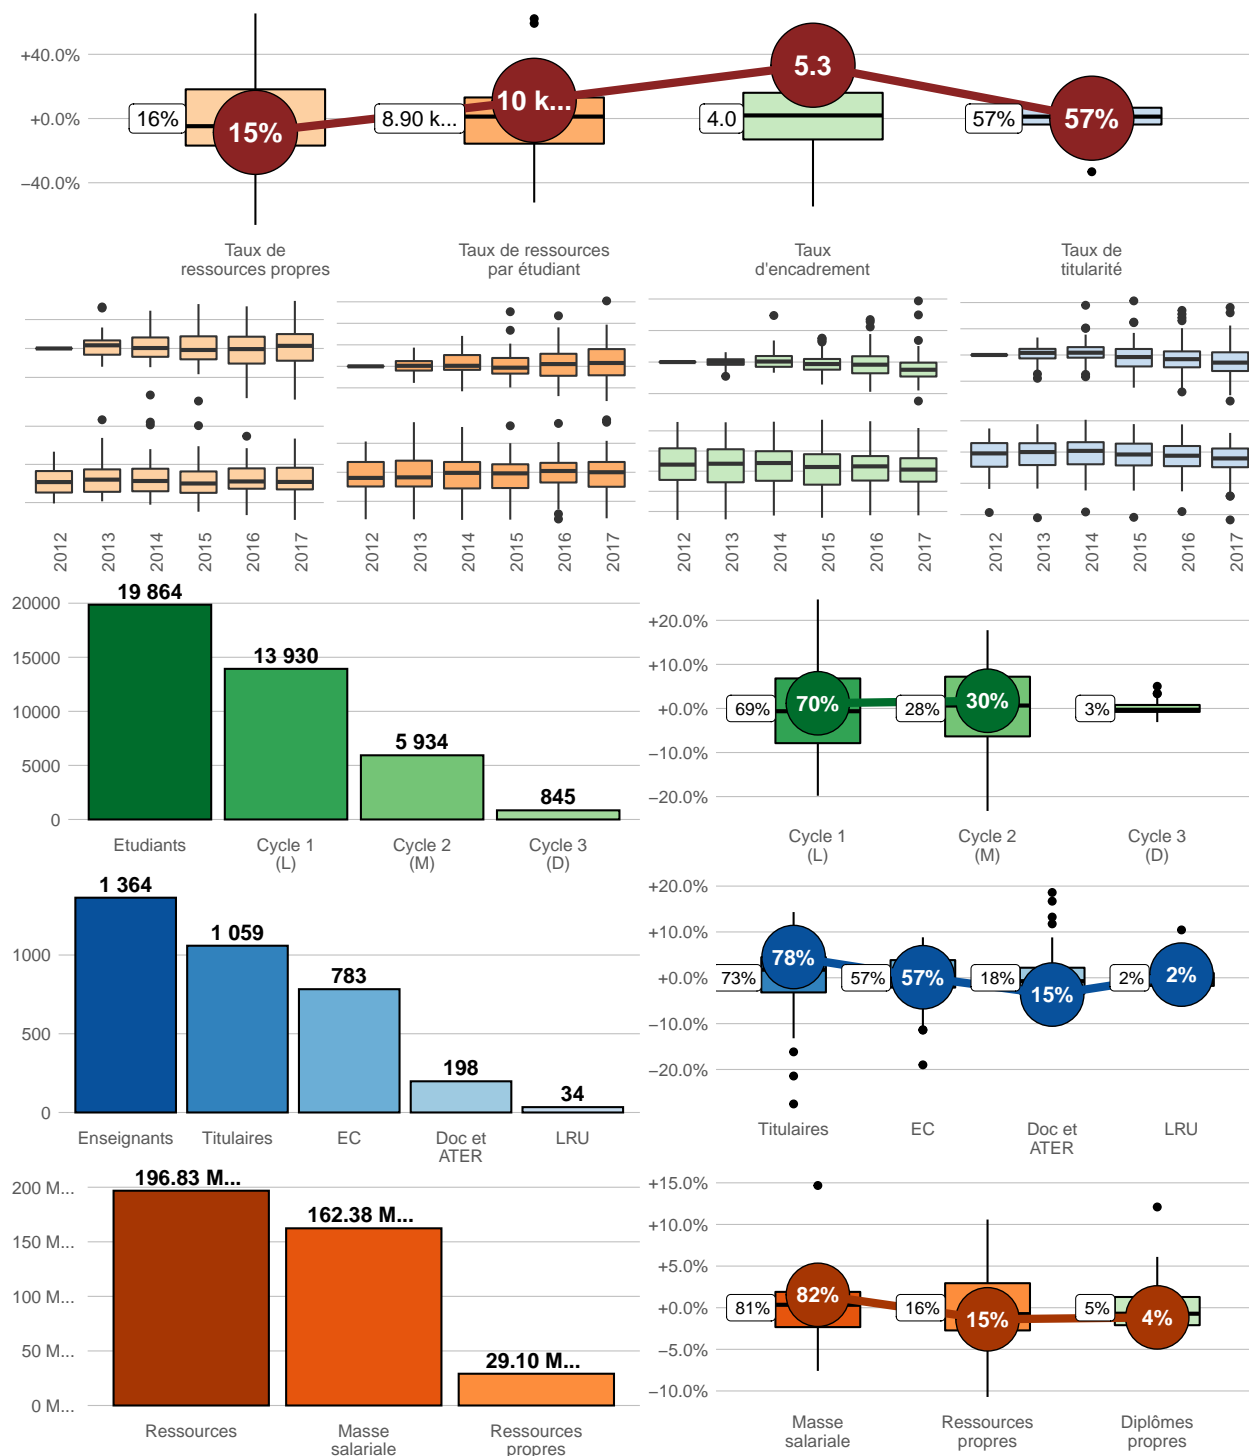 +40.0%
+0.0%
−40.0%
16%
15%
8.90 k...
10 k...
4.0
5.3
57%
57%
Taux de
ressources propres
Taux de ressources
par étudiant
Taux
d'encadrement
Taux de
titularité
2012
2013
2014
2015
2016
2017
2012
2013
2014
2015
2016
2017
2012
2013
2014
2015
2016
2017
2012
2013
2014
2015
2016
2017
20000
15000
10000
5000
0
19 864
13 930
5 934
845
Etudiants
Cycle 1
(L)
Cycle 2
(M)
Cycle 3
(D)
+20.0%
+10.0%
+0.0%
−10.0%
−20.0%
69%
70%
28%
30%
3%
Cycle 1
(L)
Cycle 2
(M)
Cycle 3
(D)
1000
500
0
1 364
1 059
783
198
34
Enseignants
Titulaires
EC
Doc et
ATER
LRU
+20.0%
+10.0%
+0.0%
−10.0%
−20.0%
73%
78%
57%
57%
18%
15%
2%
2%
Titulaires
EC
Doc et
ATER
LRU
200 M...
150 M...
100 M...
50 M...
0 M...
196.83 M...
162.38 M...
29.10 M...
Ressources
Masse
salariale
Ressources
propres
+15.0%
+10.0%
+5.0%
+0.0%
−5.0%
−10.0%
81%
82%
16%
15%
5%
4%
Masse
salariale
Ressources
propres
Diplômes
propres